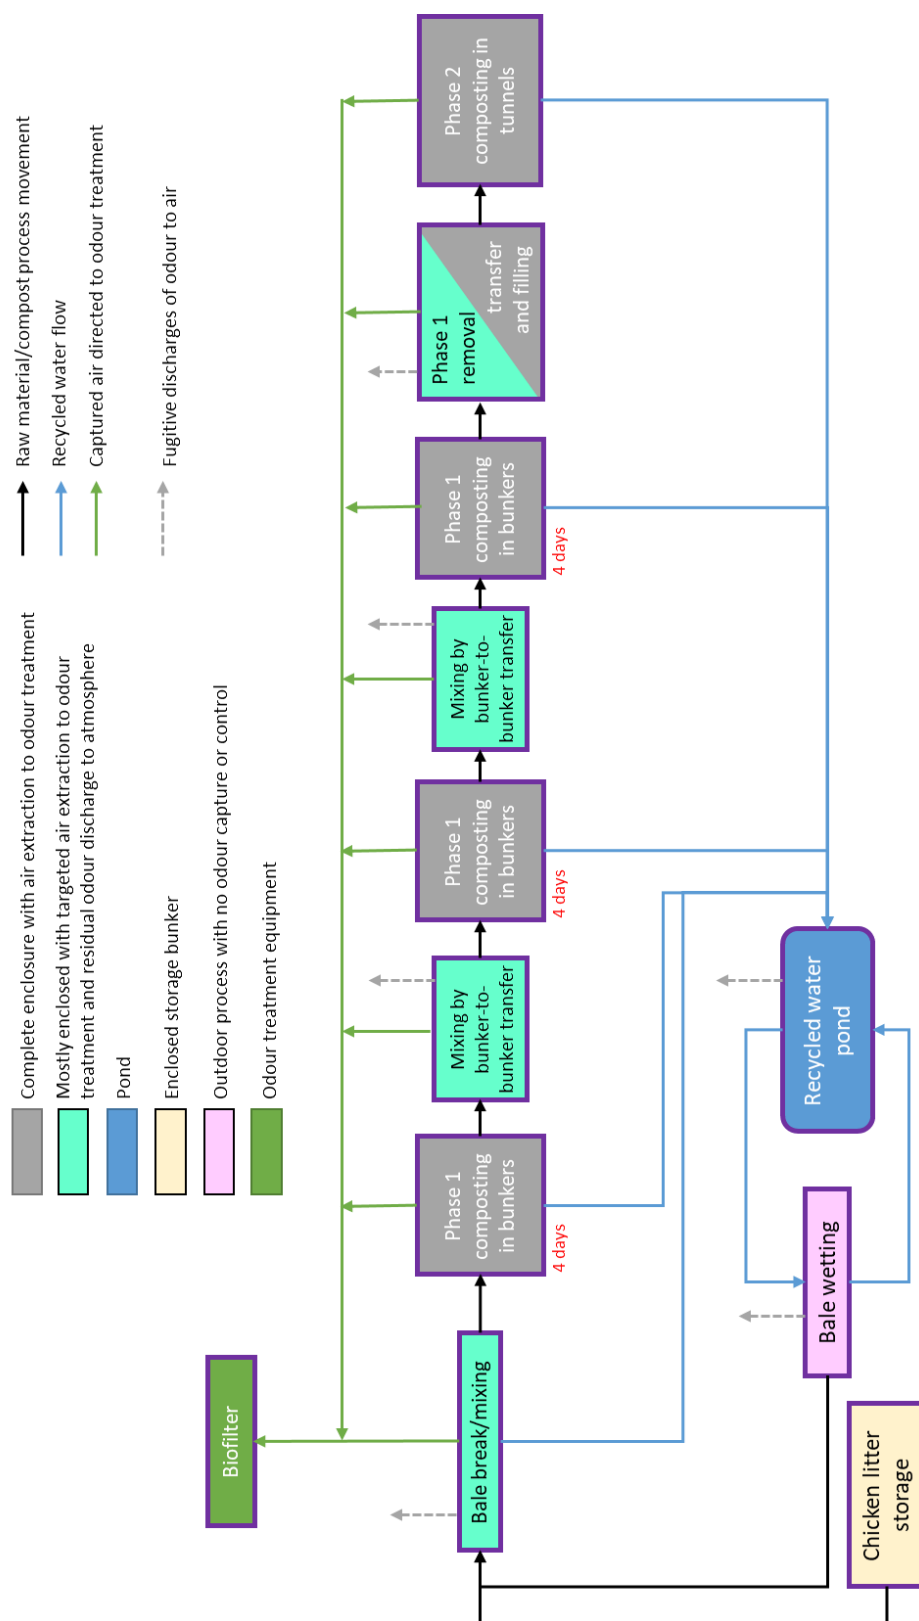 Complete enclosure with air extraction to odour treatment
Mostly enclosed with targeted air extraction to odour
treatment and residual odour discharge to atmosphere
Pond
Enclosed storage bunker
Outdoor process with no odour capture or control
Odour treatment equipment
Raw material/compost process movement
Recycled water flow
Captured air directed to odour treatment
Fugitive discharges of odour to air
Biofilter
Bale break/mixing
Phase 1
composting
in bunkers
4 days
Mixing by
bunker-to-
bunker transfer
Phase 1
composting
in bunkers
4 days
Mixing by
bunker-to-
bunker transfer
Phase 1
composting
in bunkers
4 days
Phase 1
removal
transfer
and filling
Phase 2
composting in
tunnels
Chicken litter
storage
Bale wetting
Recycled water
pond